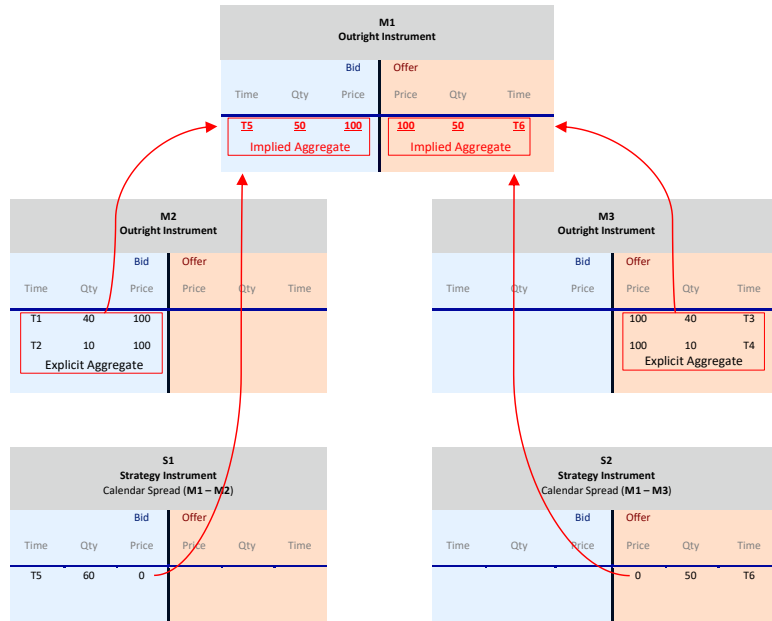 M1
Outright Instrument
Bid Offer
Time Qty Price Price Qty Time
T5 50 100 100 50 T6
Implied Aggregate Implied Aggregate
M2
Outright Instrument
Bid Offer
Time Qty Price Price Qty Time
T1 40 100
T2 10 100
Explicit Aggregate
M3
Outright Instrument
Bid Offer
Time Qty Price Price Qty Time
100 40 T3
100 10 T4
Explicit Aggregate
S1
Strategy Instrument
Calendar Spread (M1 – M2)
Bid Offer
Time Qty Price Price Qty Time
T5 60 0
S2
Strategy Instrument
Calendar Spread (M1 – M3)
Bid Offer
Time Qty Price Price Qty Time
0 50 T6